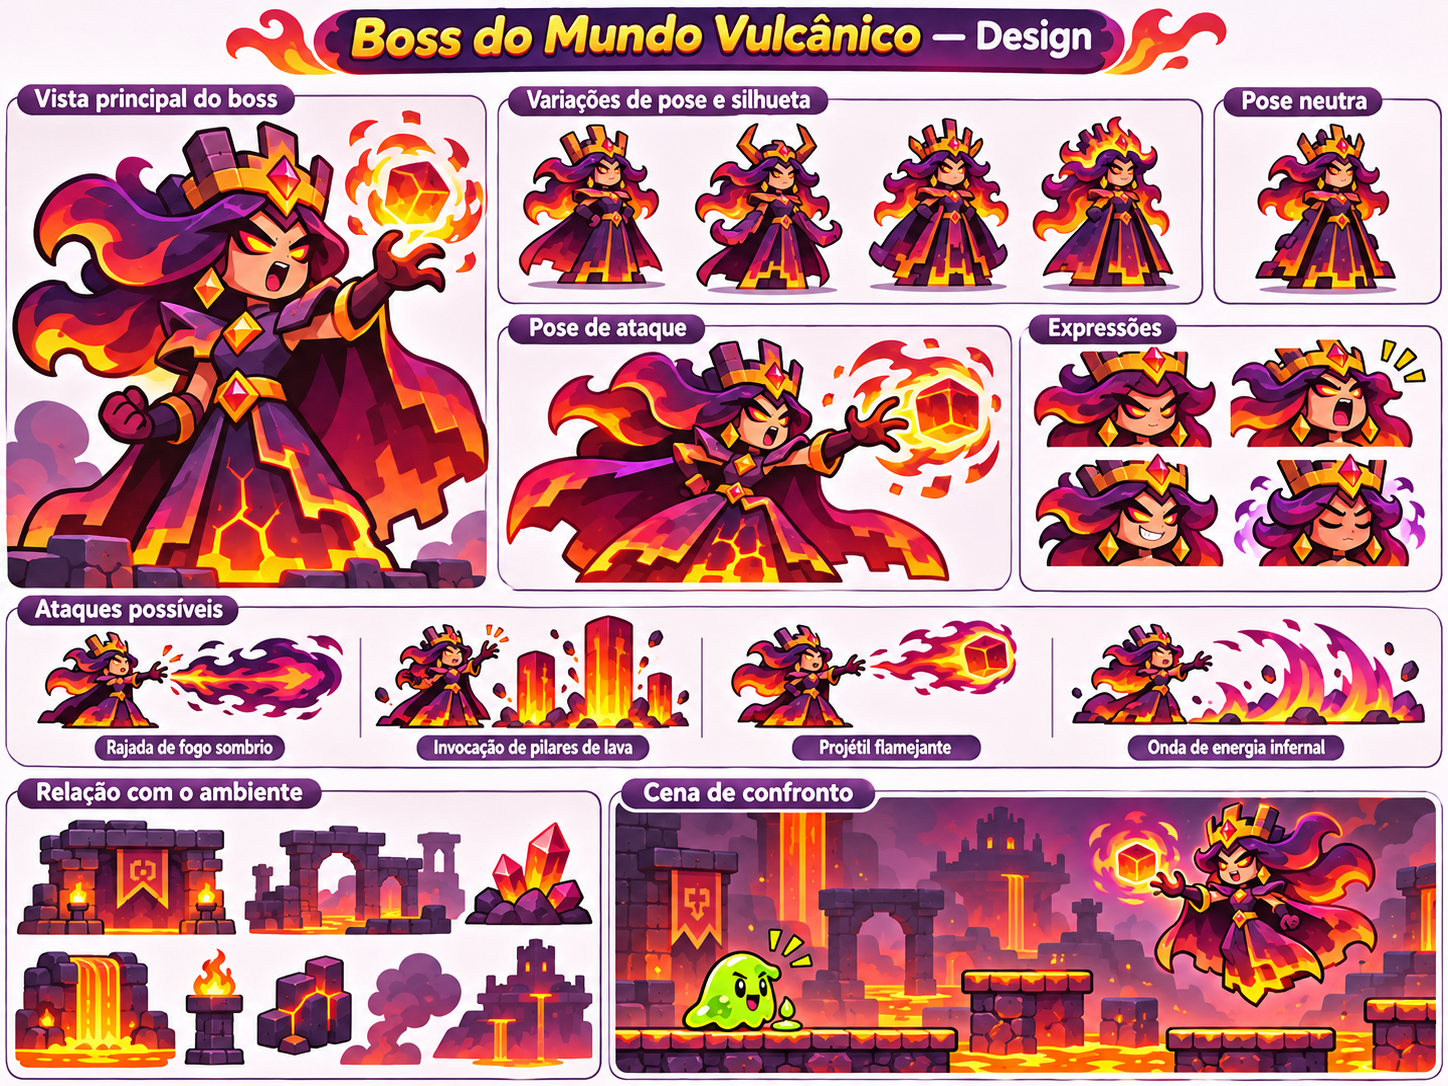 Boss do Mundo Vulcânico — Design
Vista principal do boss
Variações de pose e silhueta
Pose neutra
Pose de ataque
Expressões
Ataques possíveis
Rajada de fogo sombrio
Invocação de pilares de lava
Projétil flamejante
Onda de energia infernal
Relação com o ambiente
Cena de confronto